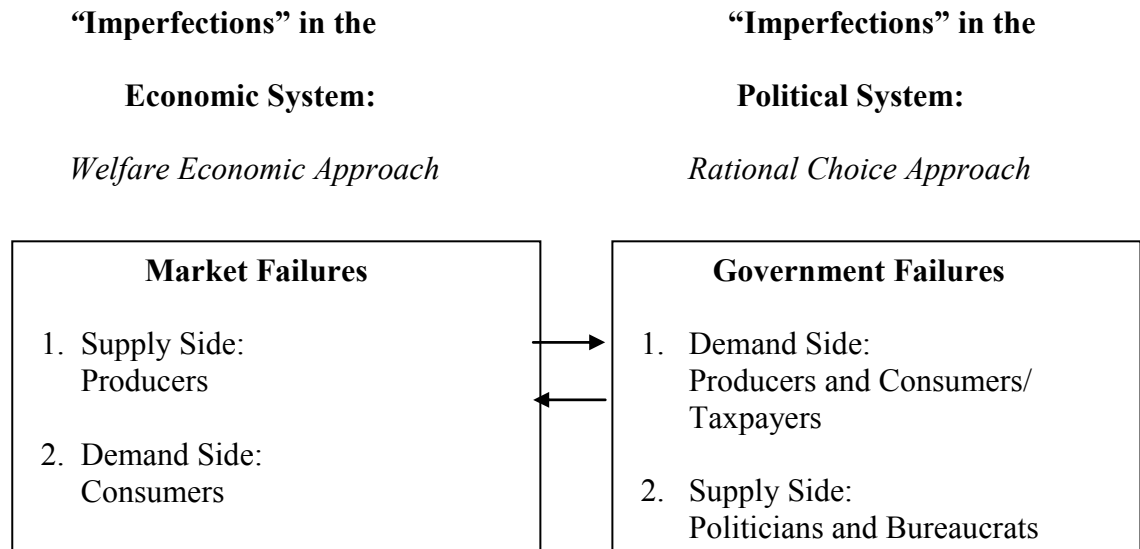 “Imperfections” in the
Economic System:
Welfare Economic Approach
“Imperfections” in the
Political System:
Rational Choice Approach
Market Failures
1. Supply Side:
Producers
2. Demand Side:
Consumers
Government Failures
1. Demand Side:
Producers and Consumers/
Taxpayers
2. Supply Side:
Politicians and Bureaucrats